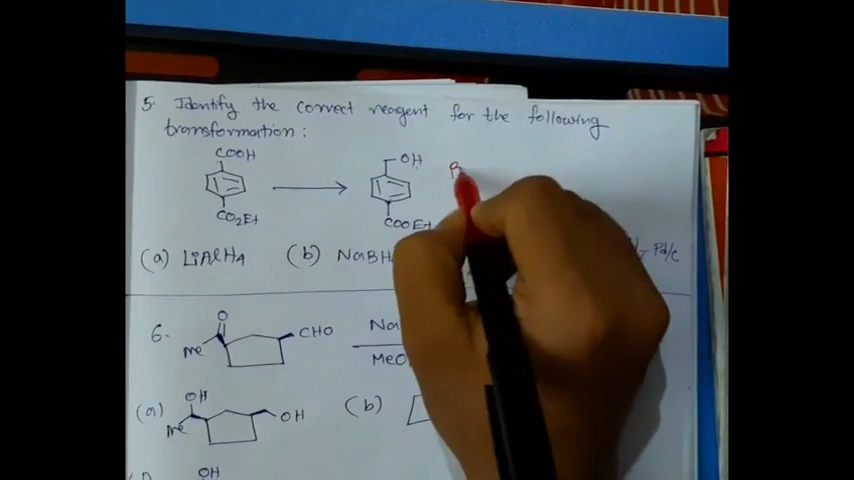 5. Identify the correct reagent for the following
transformation :
COOH
CO2Et
OH
COOEt
(a) LiAlH4 (b) NaBH Pd/c
6.
O
Me
CHO
Na
MeO
(a) OH
Me
OH
(b)
OH